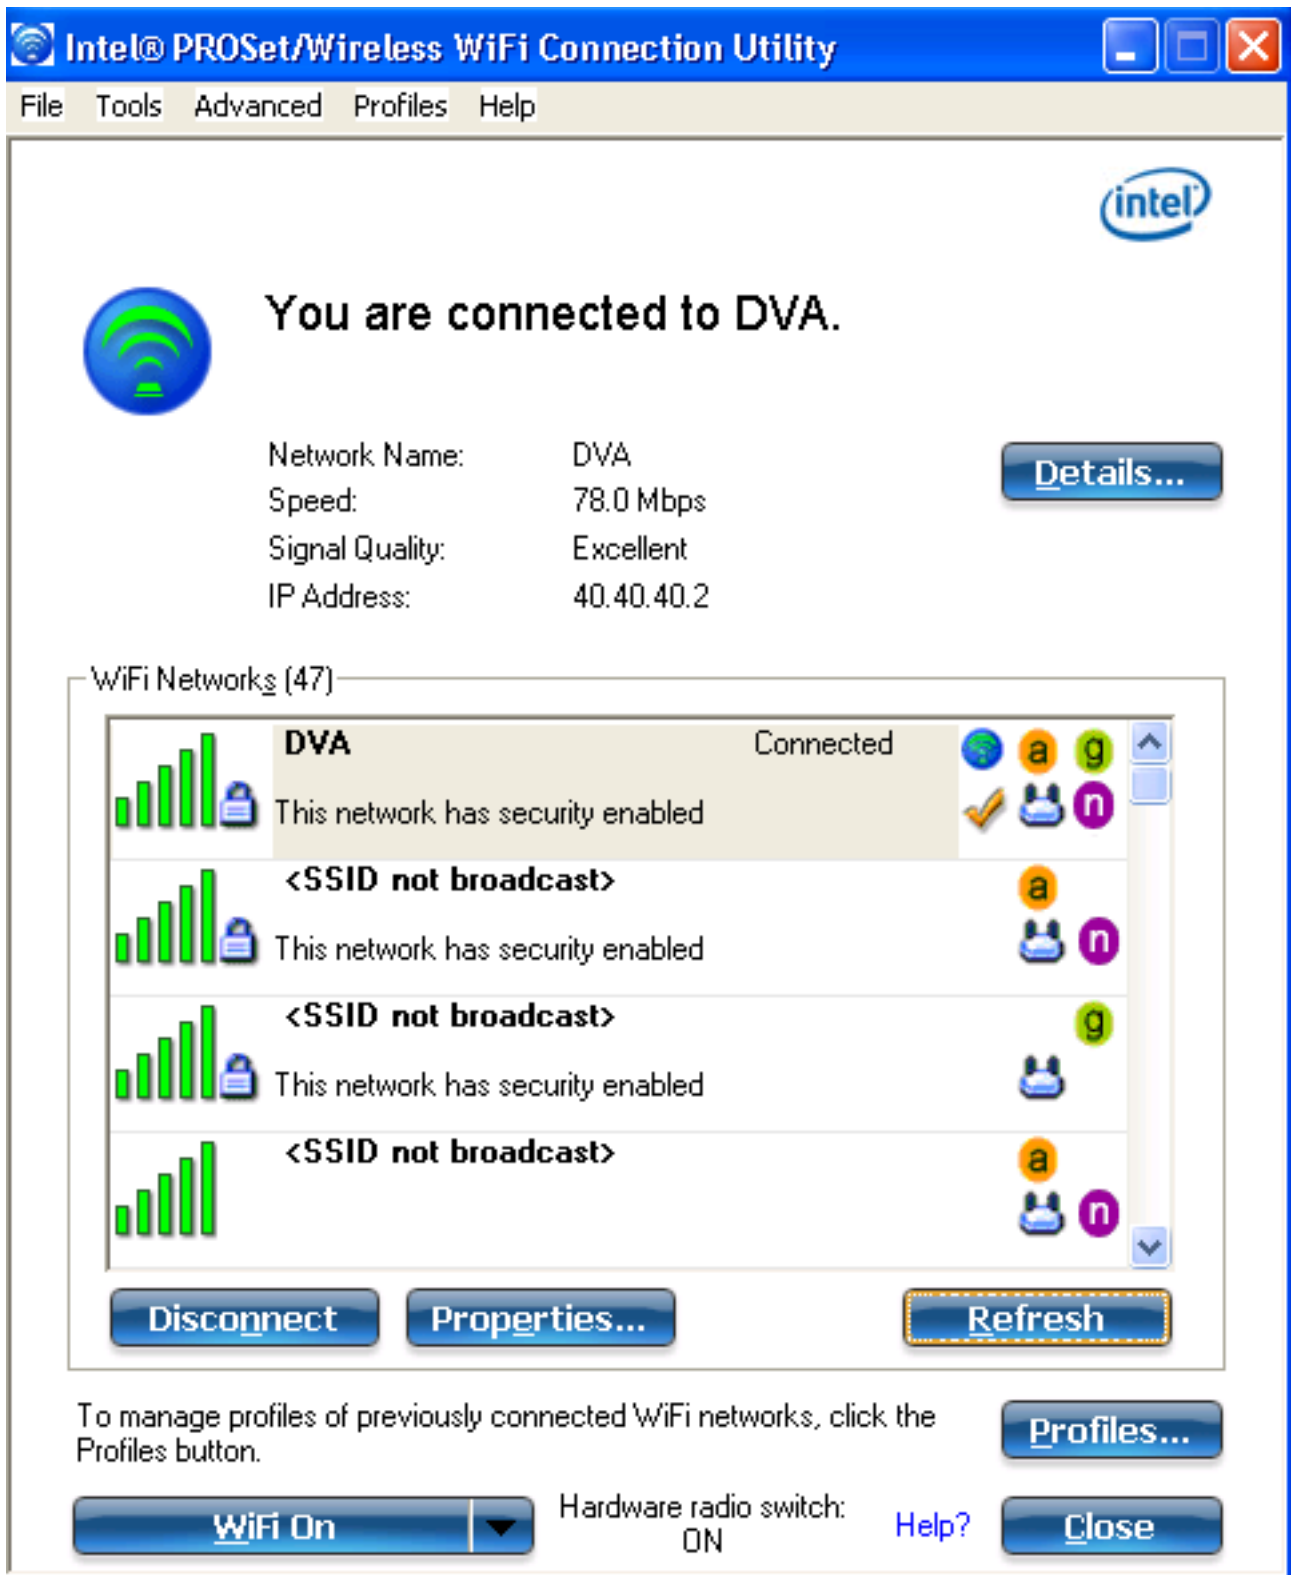 Intel® PROSet/Wireless WiFi Connection Utility
File Tools Advanced Profiles Help
intel
You are connected to DVA.
Network Name: DVA
Details...
Speed: 78.0 Mbps
Signal Quality: Excellent
IP Address: 40.40.40.2
WiFi Networks (47)
DVA Connected a g
This network has security enabled n
<SSID not broadcast> a
This network has security enabled n
<SSID not broadcast> g
This network has security enabled
<SSID not broadcast> a
n
Disconnect Properties... Refresh
To manage profiles of previously connected WiFi networks, click the
Profiles button.
Profiles...
WiFi On
Hardware radio switch:
ON
Help?
Close